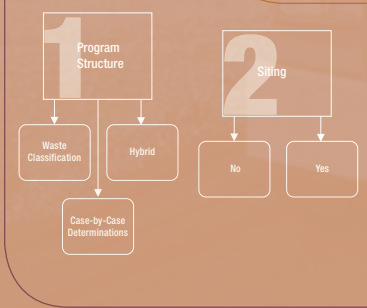 1
Program
Structure
Waste
Classification
Hybrid
Case-by-Case
Determinations
2
Siting
No
Yes